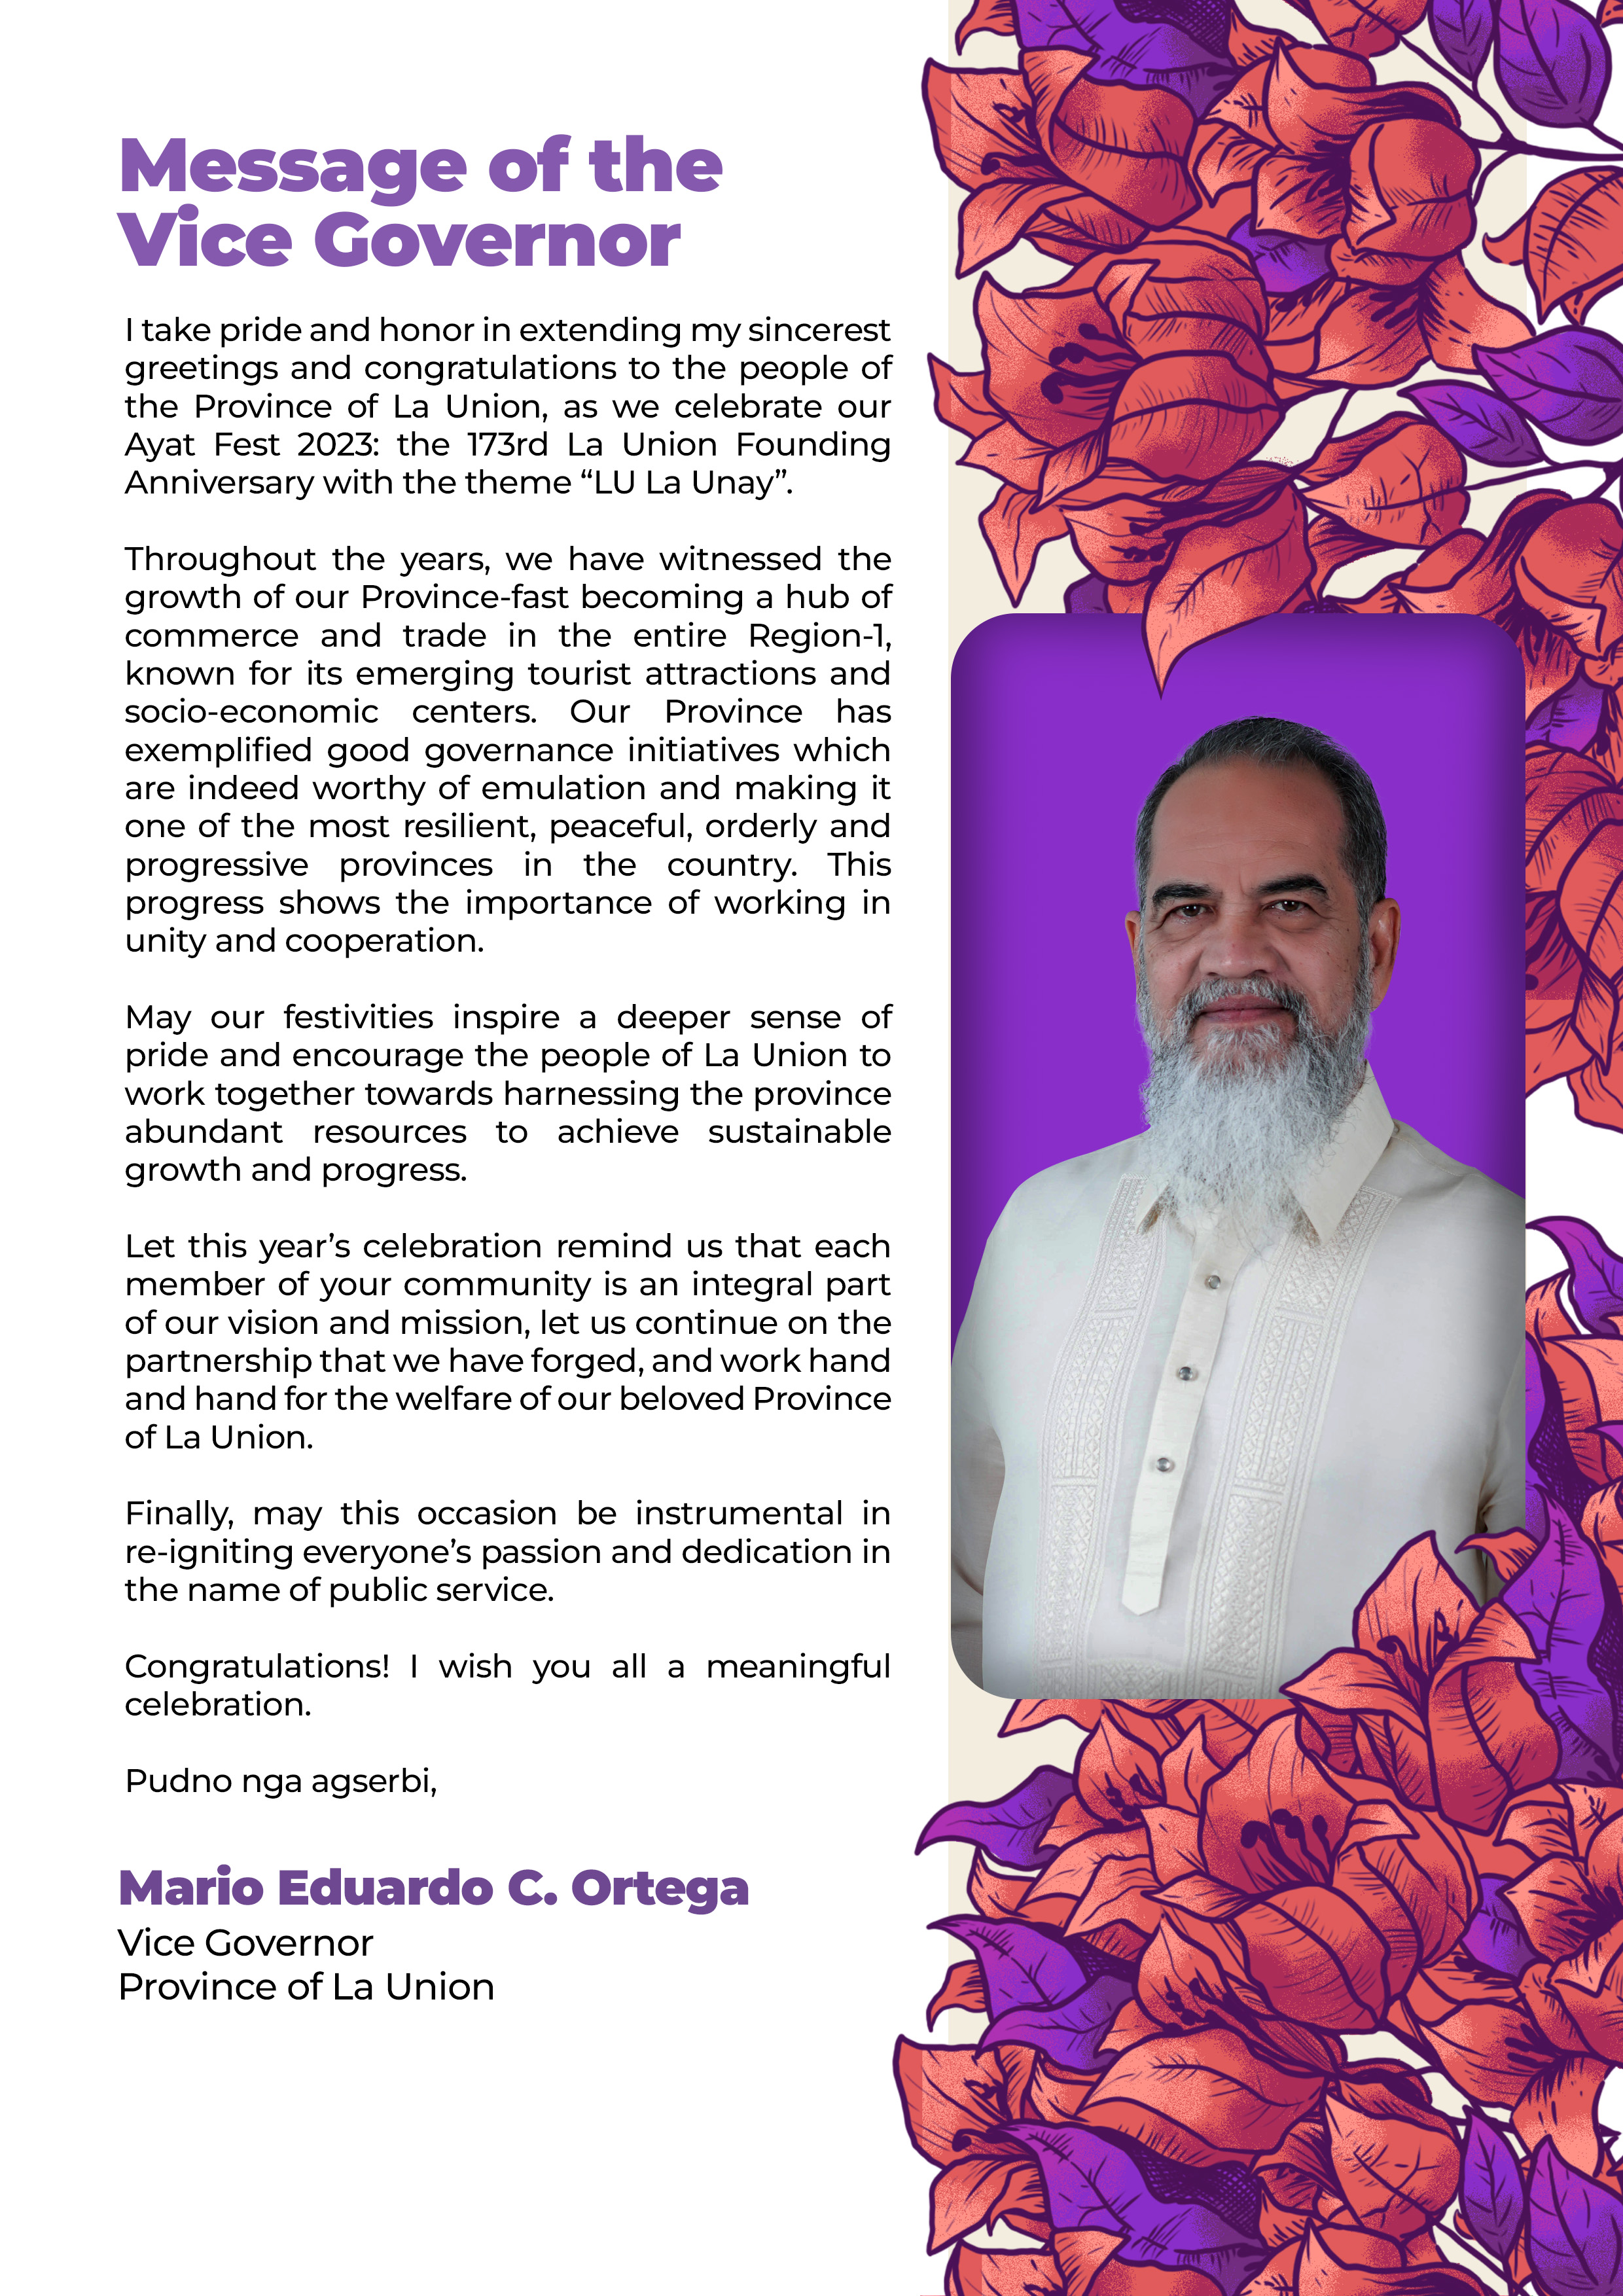 Message of the
Vice Governor
I take pride and honor in extending my sincerest
greetings and congratulations to the people of
the Province of La Union, as we celebrate our
Ayat Fest 2023: the 173rd La Union Founding
Anniversary with the theme “LU La Unay”.
Throughout the years, we have witnessed the
growth of our Province-fast becoming a hub of
commerce and trade in the entire Region-1,
known for its emerging tourist attractions and
socio-economic centers. Our Province has
exemplified good governance initiatives which
are indeed worthy of emulation and making it
one of the most resilient, peaceful, orderly and
progressive provinces in the country. This
progress shows the importance of working in
unity and cooperation.
May our festivities inspire a deeper sense of
pride and encourage the people of La Union to
work together towards harnessing the province
abundant resources to achieve sustainable
growth and progress.
Let this year’s celebration remind us that each
member of your community is an integral part
of our vision and mission, let us continue on the
partnership that we have forged, and work hand
and hand for the welfare of our beloved Province
of La Union.
Finally, may this occasion be instrumental in
re-igniting everyone’s passion and dedication in
the name of public service.
Congratulations! I wish you all a meaningful
celebration.
Pudno nga agserbi,
Mario Eduardo C. Ortega
Vice Governor
Province of La Union